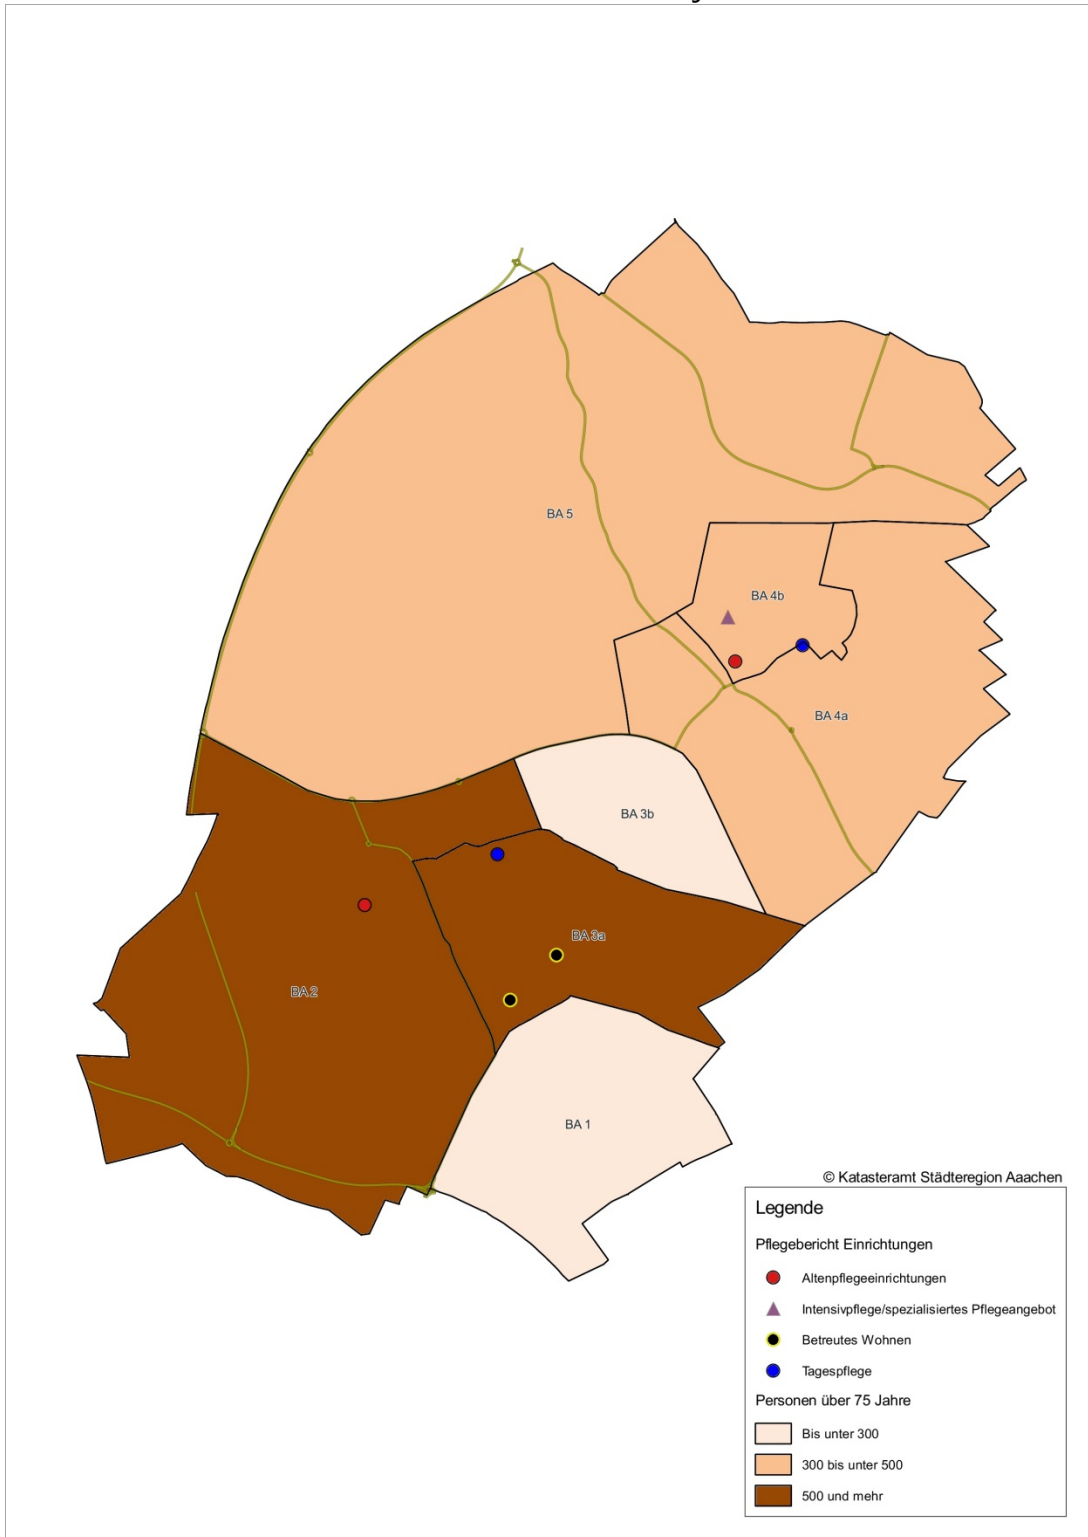 BA 5
BA 4b
BA 4a
BA 3b
BA 3a
BA 2
BA 1
© Katasteramt Städteregion Aaachen
Legende
Pflegebericht Einrichtungen
Altenpflegeeinrichtungen
Intensivpflege/spezialisiertes Pflegeangebot
Betreutes Wohnen
Tagespflege
Personen über 75 Jahre
Bis unter 300
300 bis unter 500
500 und mehr